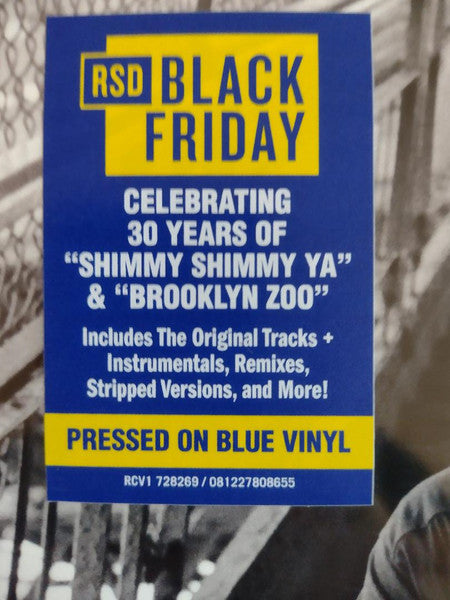 RSD BLACK
FRIDAY
CELEBRATING
30 YEARS OF
“SHIMMY SHIMMY YA”
& “BROOKLYN ZOO”
Includes The Original Tracks +
Instrumentals, Remixes,
Stripped Versions, and More!
PRESSED ON BLUE VINYL
RCV1 728269 / 081227808655